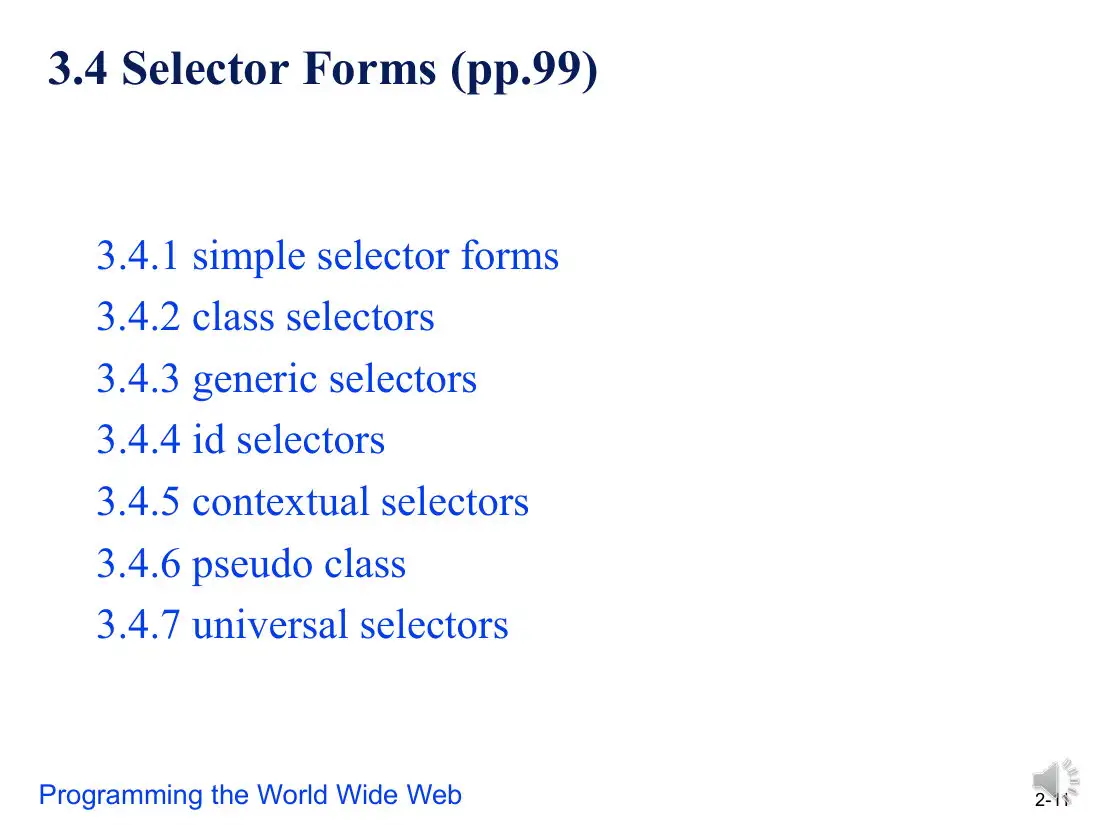 3.4 Selector Forms (pp.99)
3.4.1 simple selector forms
3.4.2 class selectors
3.4.3 generic selectors
3.4.4 id selectors
3.4.5 contextual selectors
3.4.6 pseudo class
3.4.7 universal selectors
Programming the World Wide Web
2-11